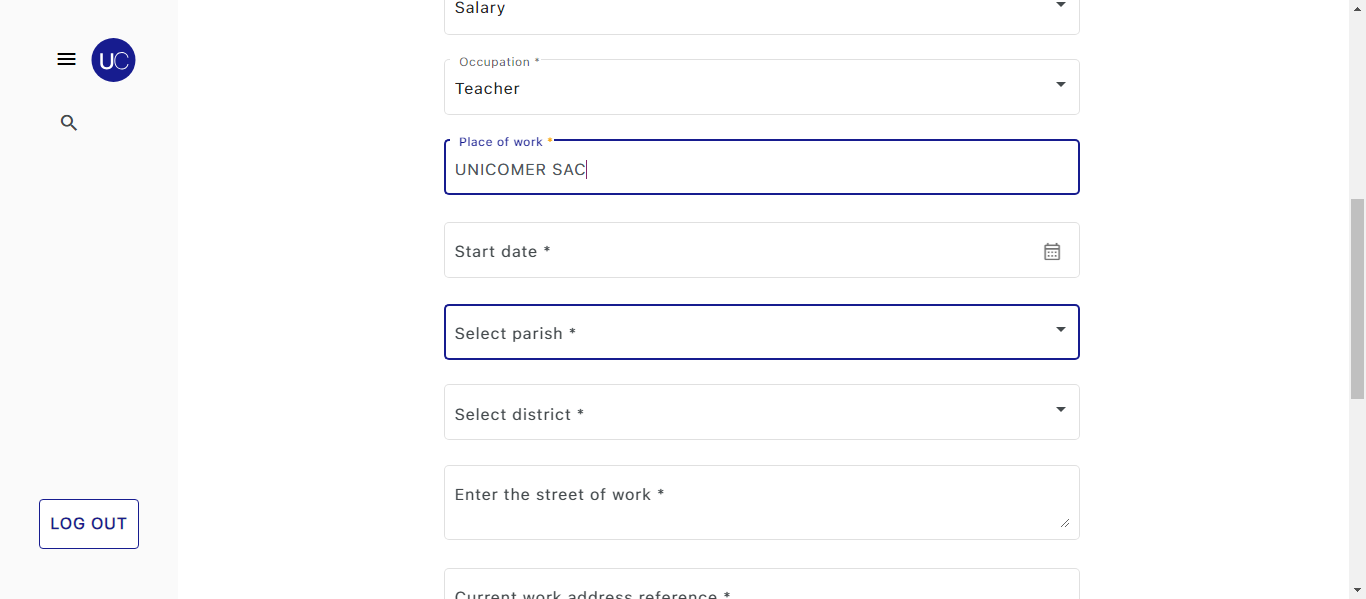 UC
LOG OUT
Salary
Occupation *
Teacher
Place of work *
UNICOMER SAC
Start date *
Select parish *
Select district *
Enter the street of work *
Current work address reference *